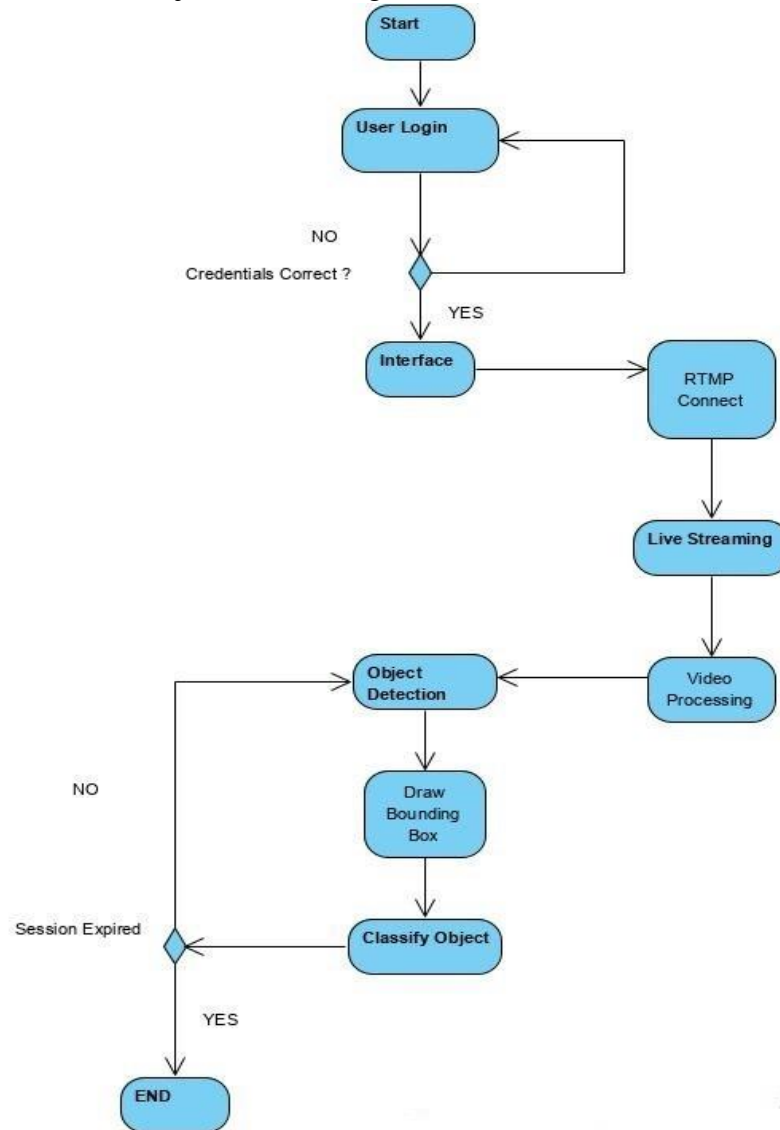 Start
User Login
NO
Credentials Correct ?
YES
Interface
RTMP
Connect
Live Streaming
Object
Detection
Video
Processing
NO
Draw
Bounding
Box
Session Expired
Classify Object
YES
END